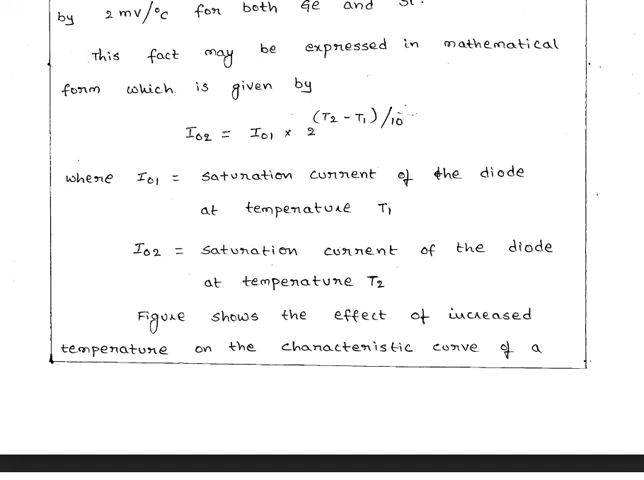 by 2 mv/°c for both Ge and Si.
This fact may be expressed in mathematical
form which is given by
I02 = I01 × 2^(T2 - T1)/10
where I01 = saturation current of the diode
at temperature T1
I02 = saturation current of the diode
at temperature T2
Figure shows the effect of increased
temperature on the characteristic curve of a